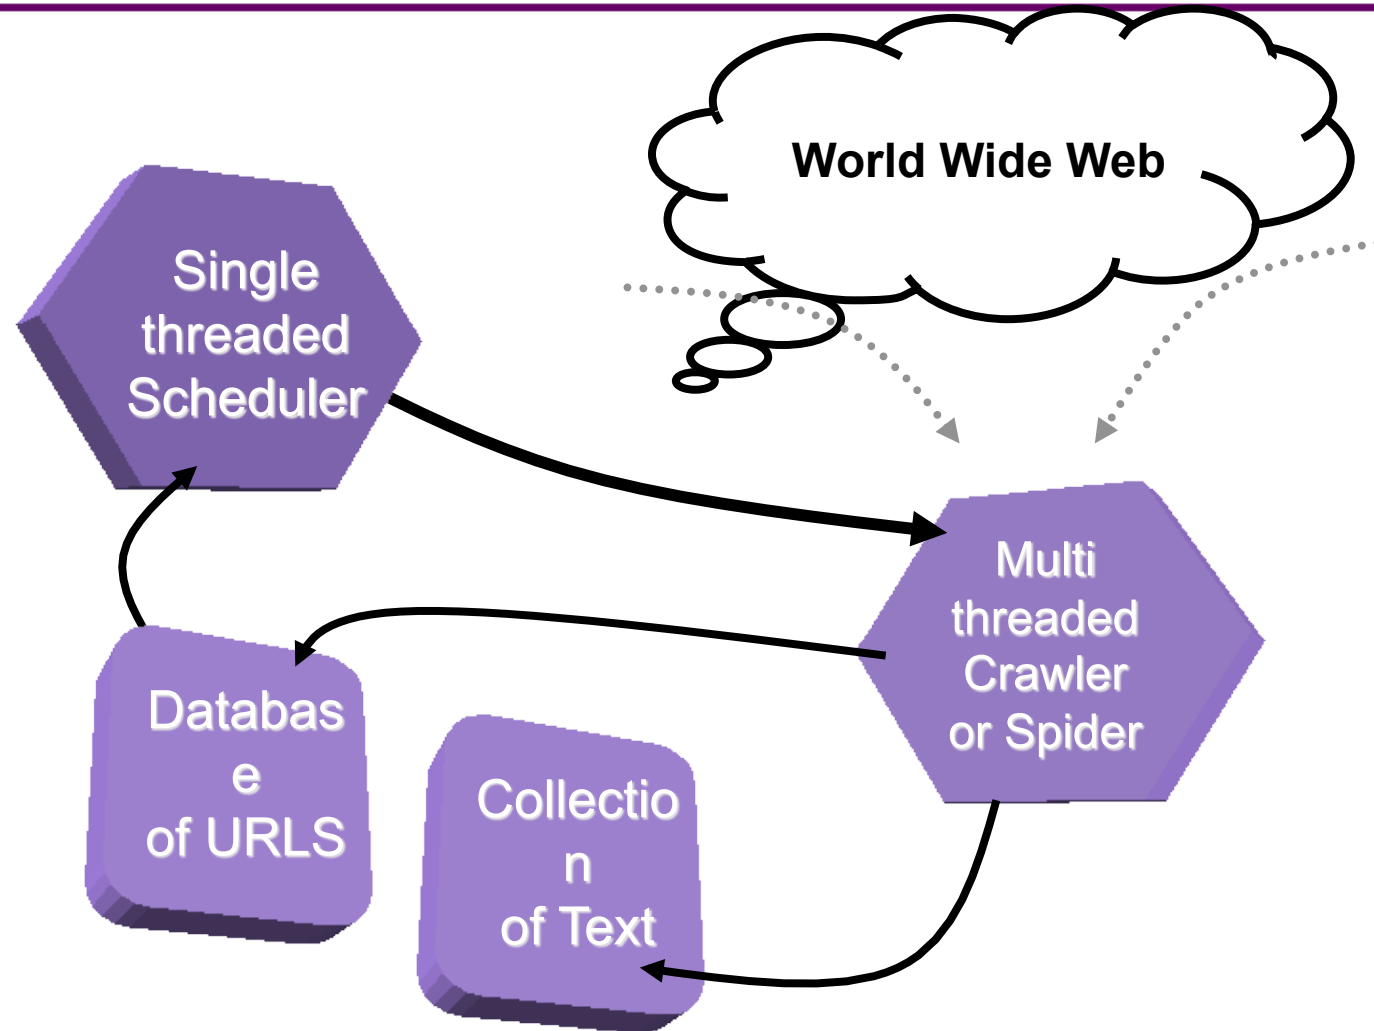 World Wide Web
Single
threaded
Scheduler
Multi
threaded
Crawler
or Spider
Databas
e
of URLS
Collectio
n
of Text